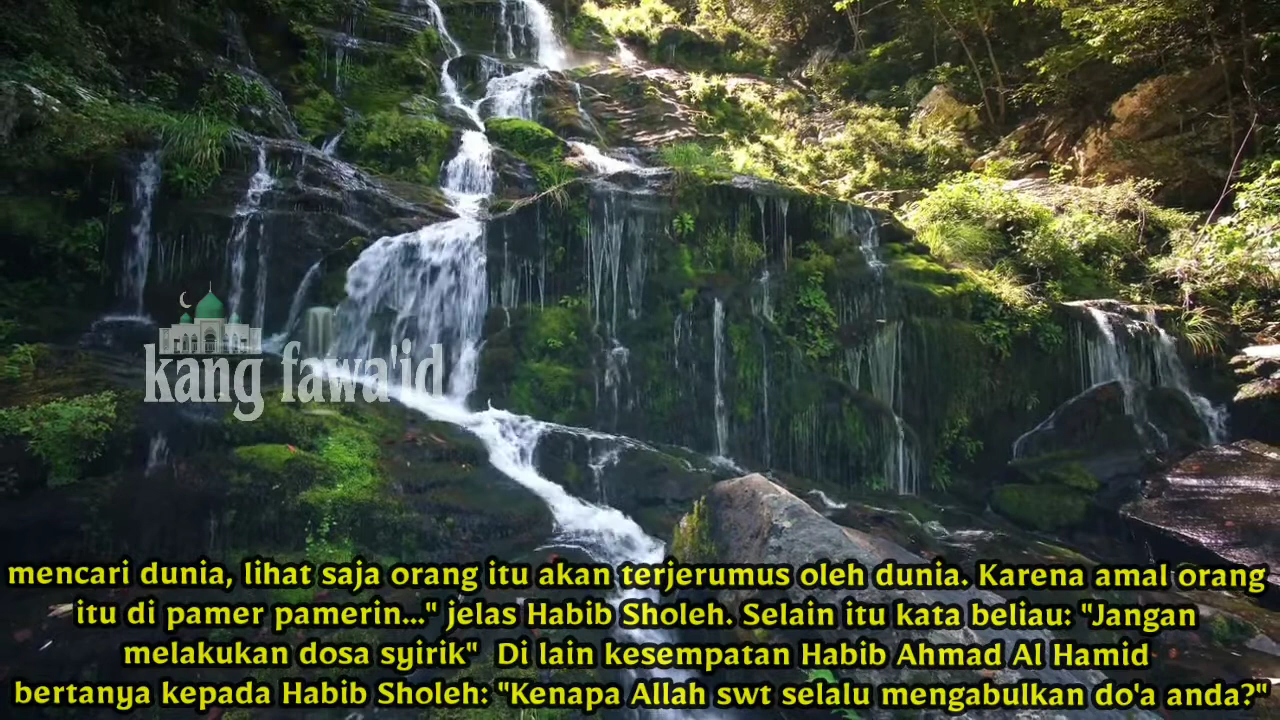 kang fawa'id
mencari dunia, lihat saja orang itu akan terjerumus oleh dunia. Karena amal orang
itu di pamer pamerin..." jelas Habib Sholeh. Selain itu kata beliau: "Jangan
melakukan dosa syirik"  Di lain kesempatan Habib Ahmad Al Hamid
bertanya kepada Habib Sholeh: "Kenapa Allah swt selalu mengabulkan do'a anda?"